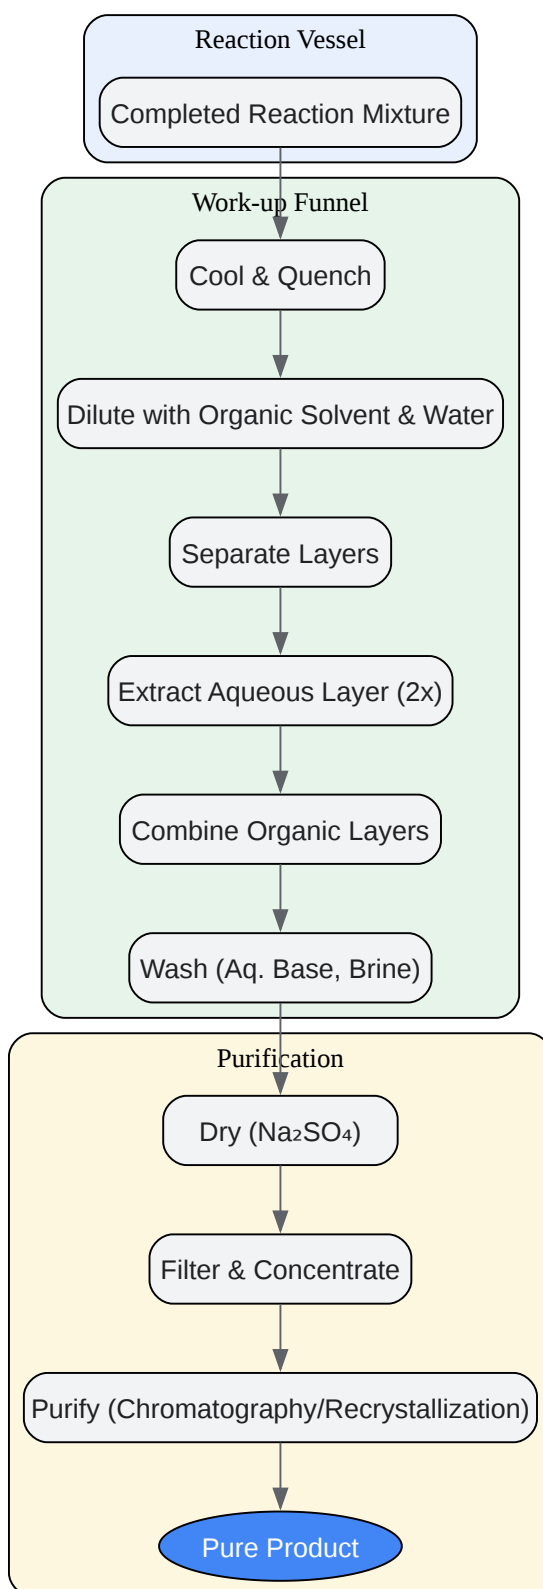 Reaction Vessel
Completed Reaction Mixture
Work-up Funnel
Cool & Quench
Dilute with Organic Solvent & Water
Separate Layers
Extract Aqueous Layer (2x)
Combine Organic Layers
Wash (Aq. Base, Brine)
Purification
Dry (Na₂SO₄)
Filter & Concentrate
Purify (Chromatography/Recrystallization)
Pure Product